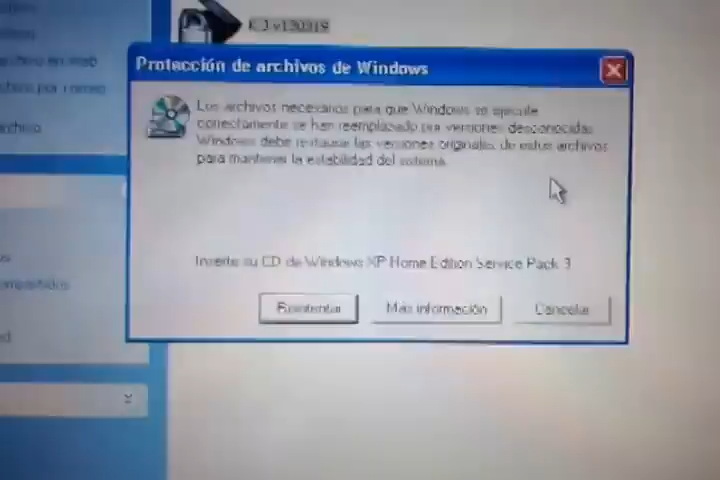 Protección de archivos de Windows
Los archivos necesarios para que Windows se ejecute
correctamente se han reemplazado por versiones desconocidas.
Windows debe restaurar las versiones originales de estos archivos
para mantener la estabilidad del sistema.
Inserte su CD de Windows XP Home Edition Service Pack 3
Reintentar
Más información
Cancelar